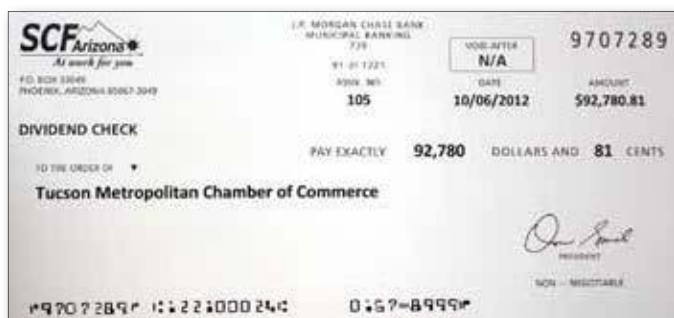 SCF Arizona
At work for you
P.O. BOX 33049
PHOENIX, ARIZONA 85067-3049
J.P. MORGAN CHASE BANK
MUNICIPAL BANKING
VOID AFTER
N/A
9707289
105
DATE
10/06/2012
AMOUNT
$92,780.81
DIVIDEND CHECK
PAY EXACTLY 92,780 DOLLARS AND 81 CENTS
TO THE ORDER OF
Tucson Metropolitan Chamber of Commerce
PRESIDENT
NON - NEGOTIABLE